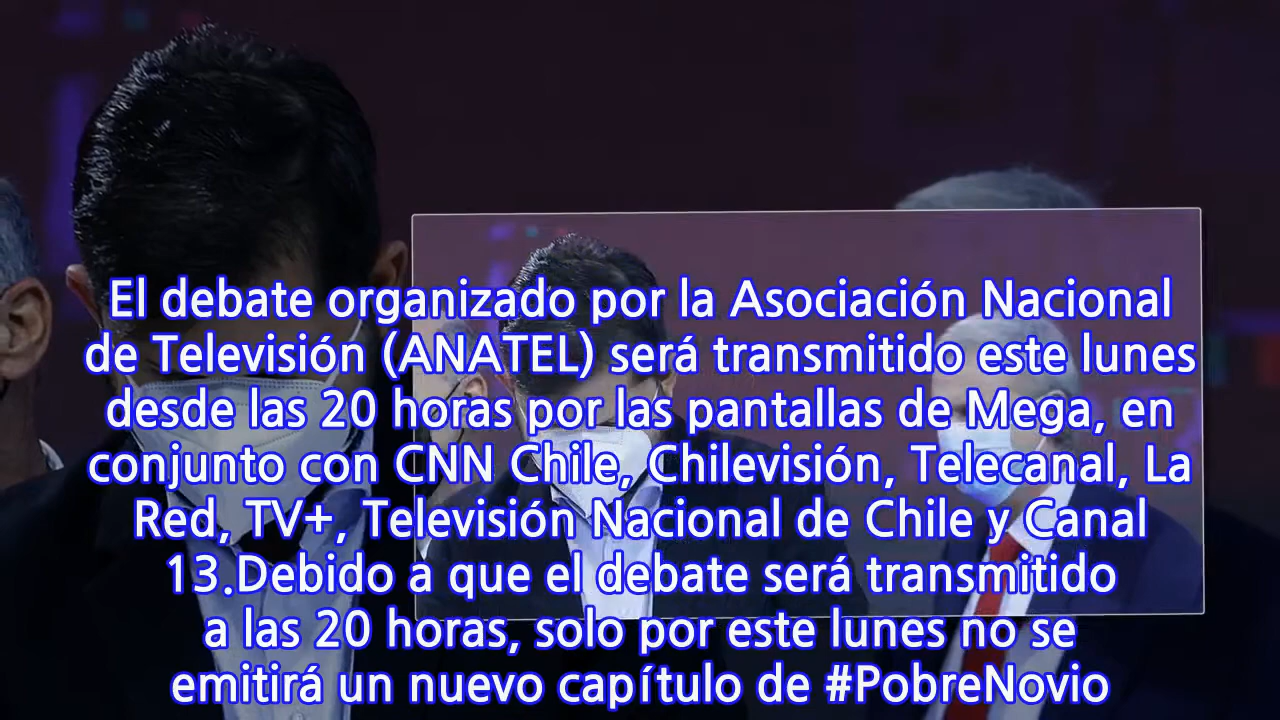 El debate organizado por la Asociación Nacional
de Televisión (ANATEL) será transmitido este lunes
desde las 20 horas por las pantallas de Mega, en
conjunto con CNN Chile, Chilevisión, Telecanal, La
Red, TV+, Televisión Nacional de Chile y Canal
13.Debido a que el debate será transmitido
a las 20 horas, solo por este lunes no se
emitirá un nuevo capítulo de #PobreNovio